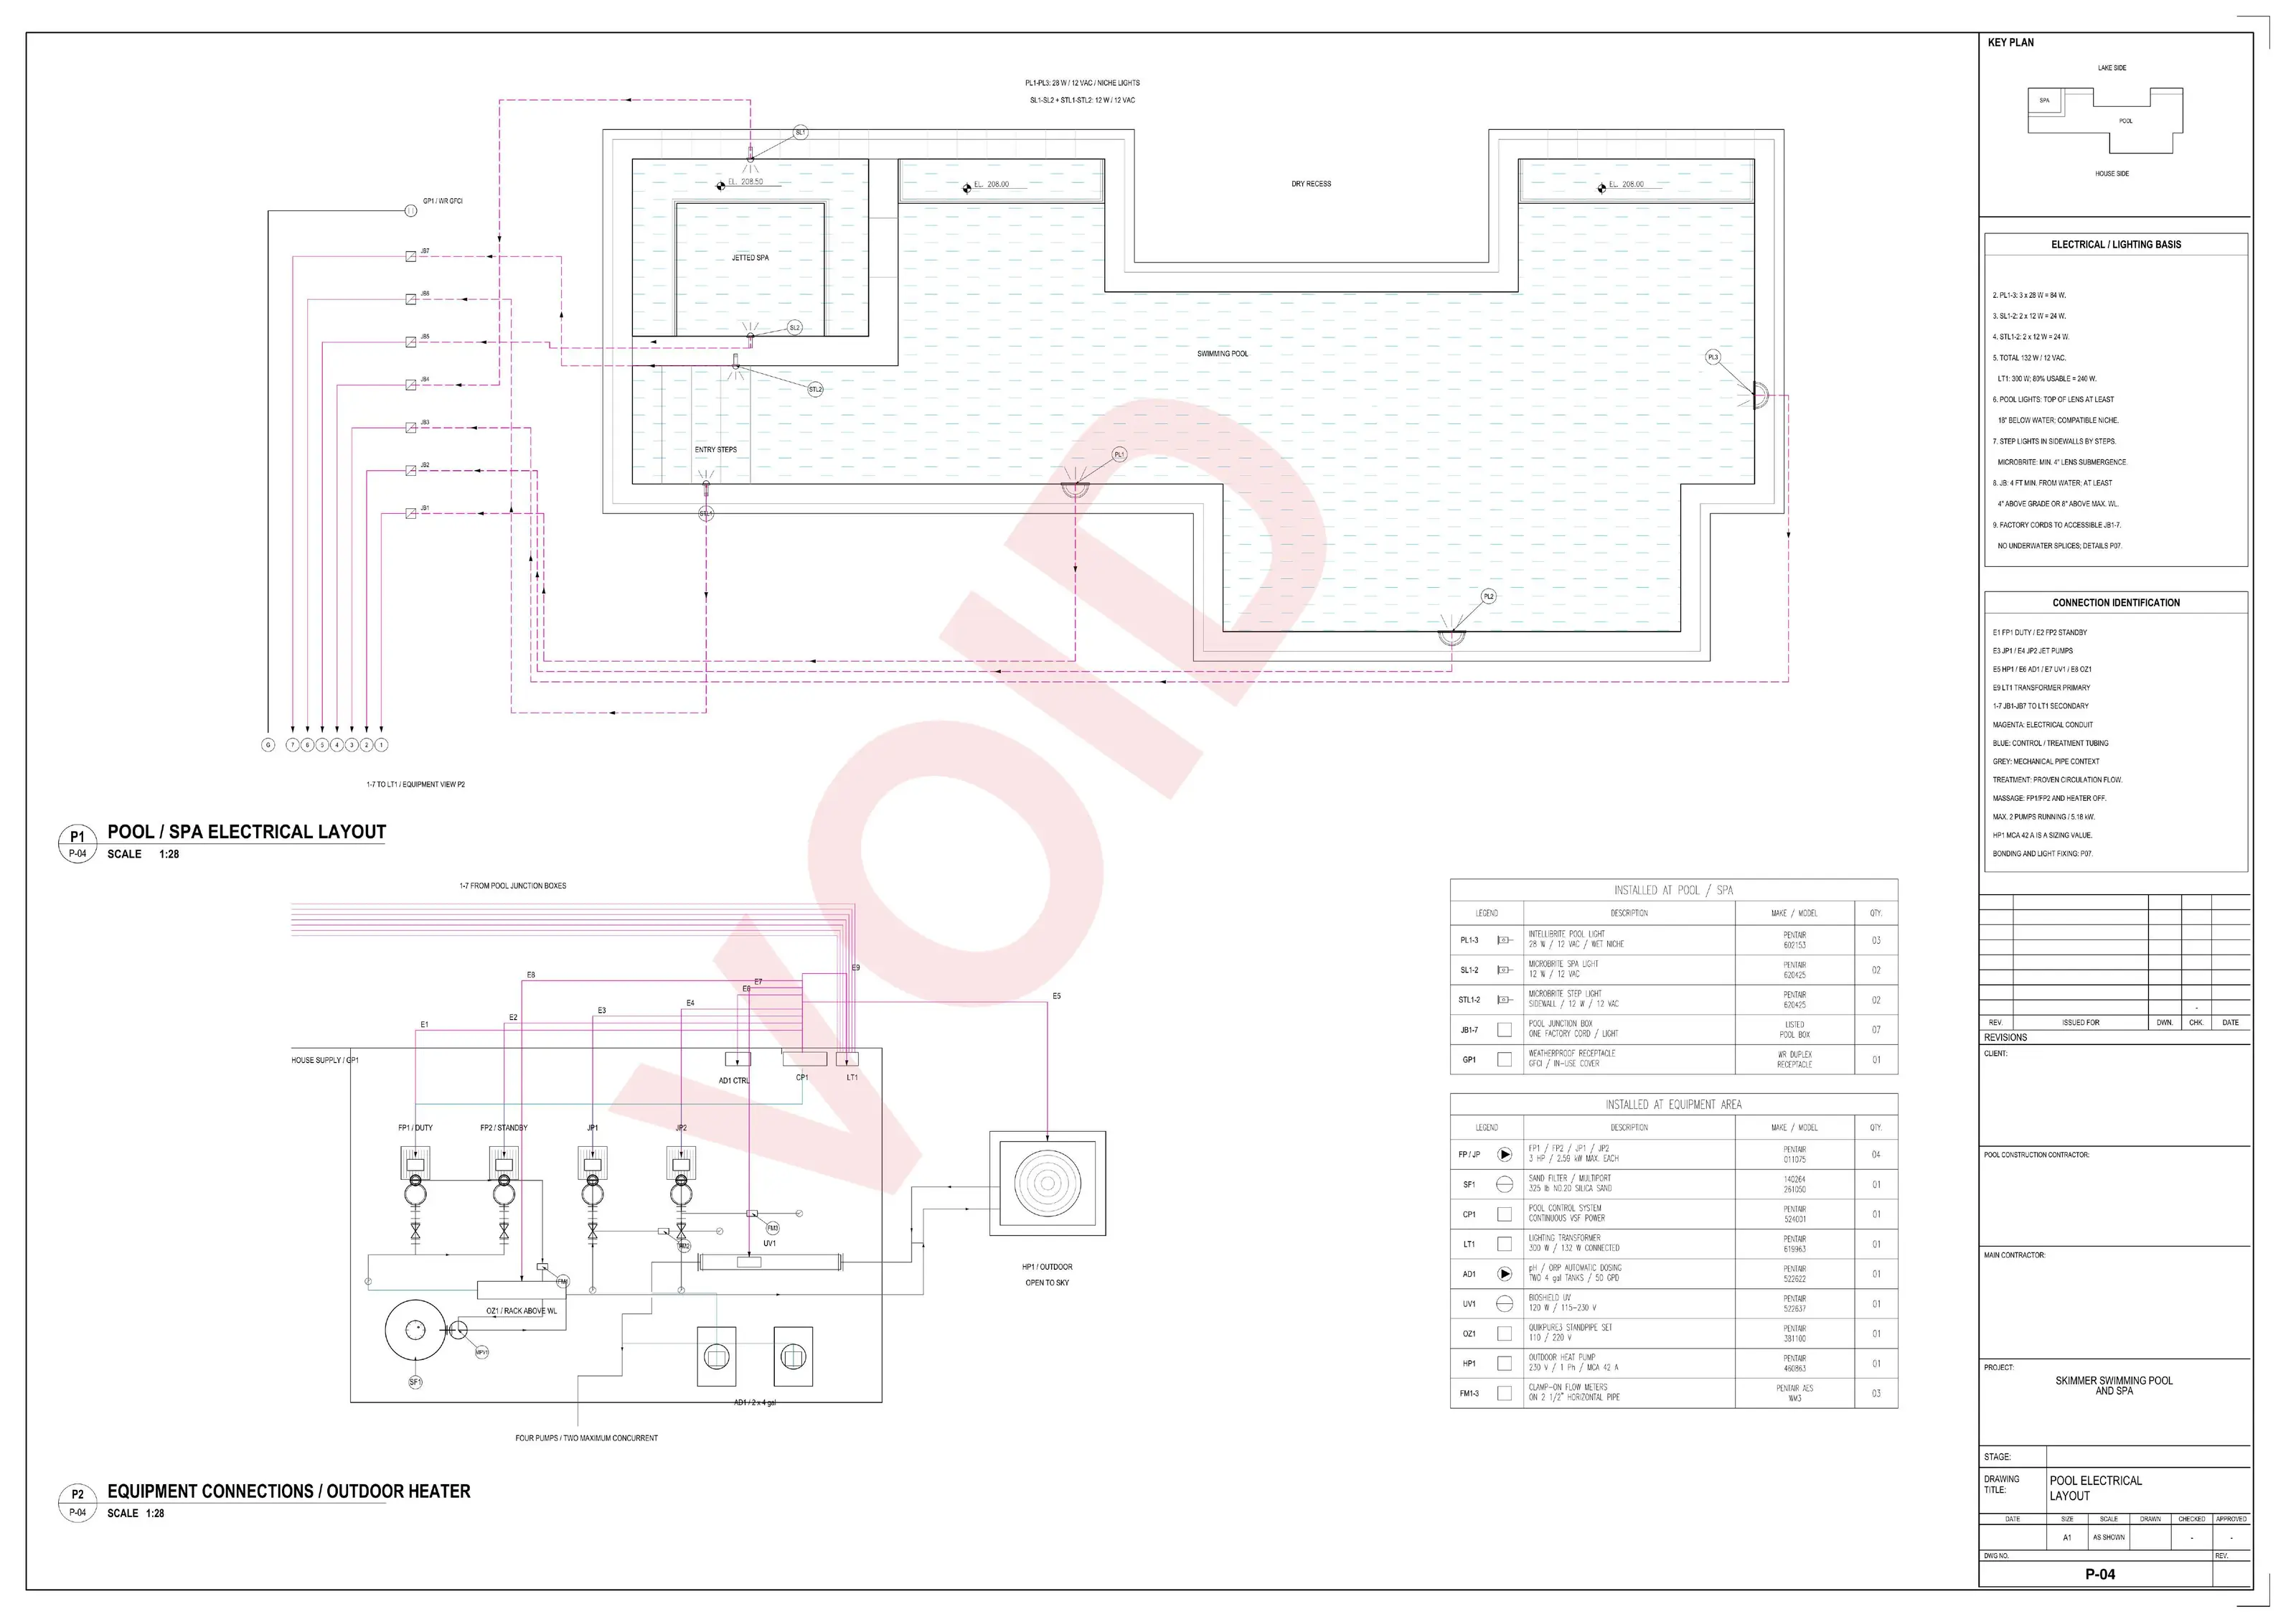 PL1-PL3: 28 W / 12 VAC / NICHE LIGHTS
SL1-SL2 + STL1-STL2: 12 W / 12 VAC
SL1
EL. 208.50
EL. 208.00
DRY RECESS
EL. 208.00
GP1 / WR GFCI
JB7
JETTED SPA
JB6
SL2
JB5
SWIMMING POOL
PL3
STL2
JB4
JB3
ENTRY STEPS
PL1
JB2
JB1
STL1
PL2
G
7
6
5
4
3
2
1
1-7 TO LT1 / EQUIPMENT VIEW P2
P1
P-04
POOL / SPA ELECTRICAL LAYOUT
SCALE 1:28
VOID
1-7 FROM POOL JUNCTION BOXES
E9
E8
E7
E6
E5
E4
E3
E2
E1
HOUSE SUPPLY / GP1
AD1 CTRL
CP1
LT1
FP1 / DUTY
FP2 / STANDBY
JP1
JP2
FM3
UV1
FM2
HP1 / OUTDOOR
OPEN TO SKY
FM1
OZ1 / RACK ABOVE WL
MPV1
SF1
AD1 / 2 x 4 gal
FOUR PUMPS / TWO MAXIMUM CONCURRENT
P2
P-04
EQUIPMENT CONNECTIONS / OUTDOOR HEATER
SCALE 1:28
INSTALLED AT POOL / SPA
LEGEND DESCRIPTION MAKE / MODEL QTY.
PL1-3 INTELLIBRITE POOL LIGHT PENTAIR 03
28 W / 12 VAC / WET NICHE 602153
SL1-2 MICROBRITE SPA LIGHT PENTAIR 02
12 W / 12 VAC 620425
STL1-2 MICROBRITE STEP LIGHT PENTAIR 02
SIDEWALL / 12 W / 12 VAC 620425
JB1-7 POOL JUNCTION BOX LISTED 07
ONE FACTORY CORD / LIGHT POOL BOX
GP1 WEATHERPROOF RECEPTACLE WR DUPLEX 01
GFCI / IN-USE COVER RECEPTACLE
INSTALLED AT EQUIPMENT AREA
LEGEND DESCRIPTION MAKE / MODEL QTY.
FP / JP FP1 / FP2 / JP1 / JP2 PENTAIR 04
3 HP / 2.59 kW MAX. EACH 011075
SF1 SAND FILTER / MULTIPORT 140264 01
325 lb NO.20 SILICA SAND 261050
CP1 POOL CONTROL SYSTEM PENTAIR 01
CONTINUOUS VSF POWER 524001
LT1 LIGHTING TRANSFORMER PENTAIR 01
300 W / 132 W CONNECTED 619963
AD1 pH / ORP AUTOMATIC DOSING PENTAIR 01
TWO 4 gal TANKS / 50 GPD 522622
UV1 BIOSHIELD UV PENTAIR 01
120 W / 115-230 V 522637
OZ1 QUIKPURE3 STANDPIPE SET PENTAIR 01
110 / 220 V 381100
HP1 OUTDOOR HEAT PUMP PENTAIR 01
230 V / 1 Ph / MCA 42 A 460863
FM1-3 CLAMP-ON FLOW METERS PENTAIR AES 03
ON 2 1/2" HORIZONTAL PIPE WM3
KEY PLAN
LAKE SIDE
SPA
POOL
HOUSE SIDE
ELECTRICAL / LIGHTING BASIS
2. PL1-3: 3 x 28 W = 84 W.
3. SL1-2: 2 x 12 W = 24 W.
4. STL1-2: 2 x 12 W = 24 W.
5. TOTAL 132 W / 12 VAC.
LT1: 300 W; 80% USABLE = 240 W.
6. POOL LIGHTS: TOP OF LENS AT LEAST
18" BELOW WATER; COMPATIBLE NICHE.
7. STEP LIGHTS IN SIDEWALLS BY STEPS.
MICROBRITE: MIN. 4" LENS SUBMERGENCE.
8. JB: 4 FT MIN. FROM WATER; AT LEAST
4" ABOVE GRADE OR 8" ABOVE MAX. WL.
9. FACTORY CORDS TO ACCESSIBLE JB1-7.
NO UNDERWATER SPLICES; DETAILS P07.
CONNECTION IDENTIFICATION
E1 FP1 DUTY / E2 FP2 STANDBY
E3 JP1 / E4 JP2 JET PUMPS
E5 HP1 / E6 AD1 / E7 UV1 / E8 OZ1
E9 LT1 TRANSFORMER PRIMARY
1-7 JB1-JB7 TO LT1 SECONDARY
MAGENTA: ELECTRICAL CONDUIT
BLUE: CONTROL / TREATMENT TUBING
GREY: MECHANICAL PIPE CONTEXT
TREATMENT: PROVEN CIRCULATION FLOW.
MASSAGE: FP1/FP2 AND HEATER OFF.
MAX. 2 PUMPS RUNNING / 5.18 kW.
HP1 MCA 42 A IS A SIZING VALUE.
BONDING AND LIGHT FIXING: P07.
-
REV. ISSUED FOR DWN. CHK. DATE
REVISIONS
CLIENT:
POOL CONSTRUCTION CONTRACTOR:
MAIN CONTRACTOR:
PROJECT:
SKIMMER SWIMMING POOL
AND SPA
STAGE:
DRAWING TITLE:
POOL ELECTRICAL
LAYOUT
DATE SIZE SCALE DRAWN CHECKED APPROVED
A1 AS SHOWN - -
DWG NO. REV.
P-04